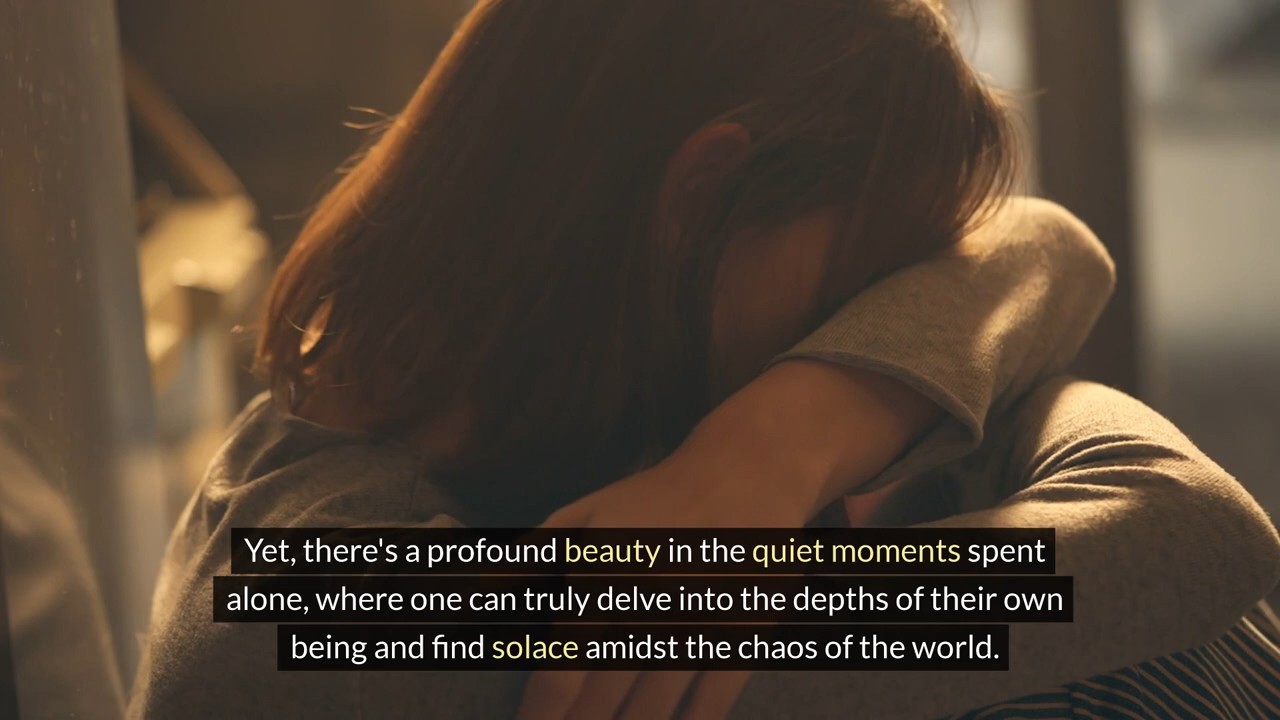 Yet, there's a profound beauty in the quiet moments spent
alone, where one can truly delve into the depths of their own
being and find solace amidst the chaos of the world.